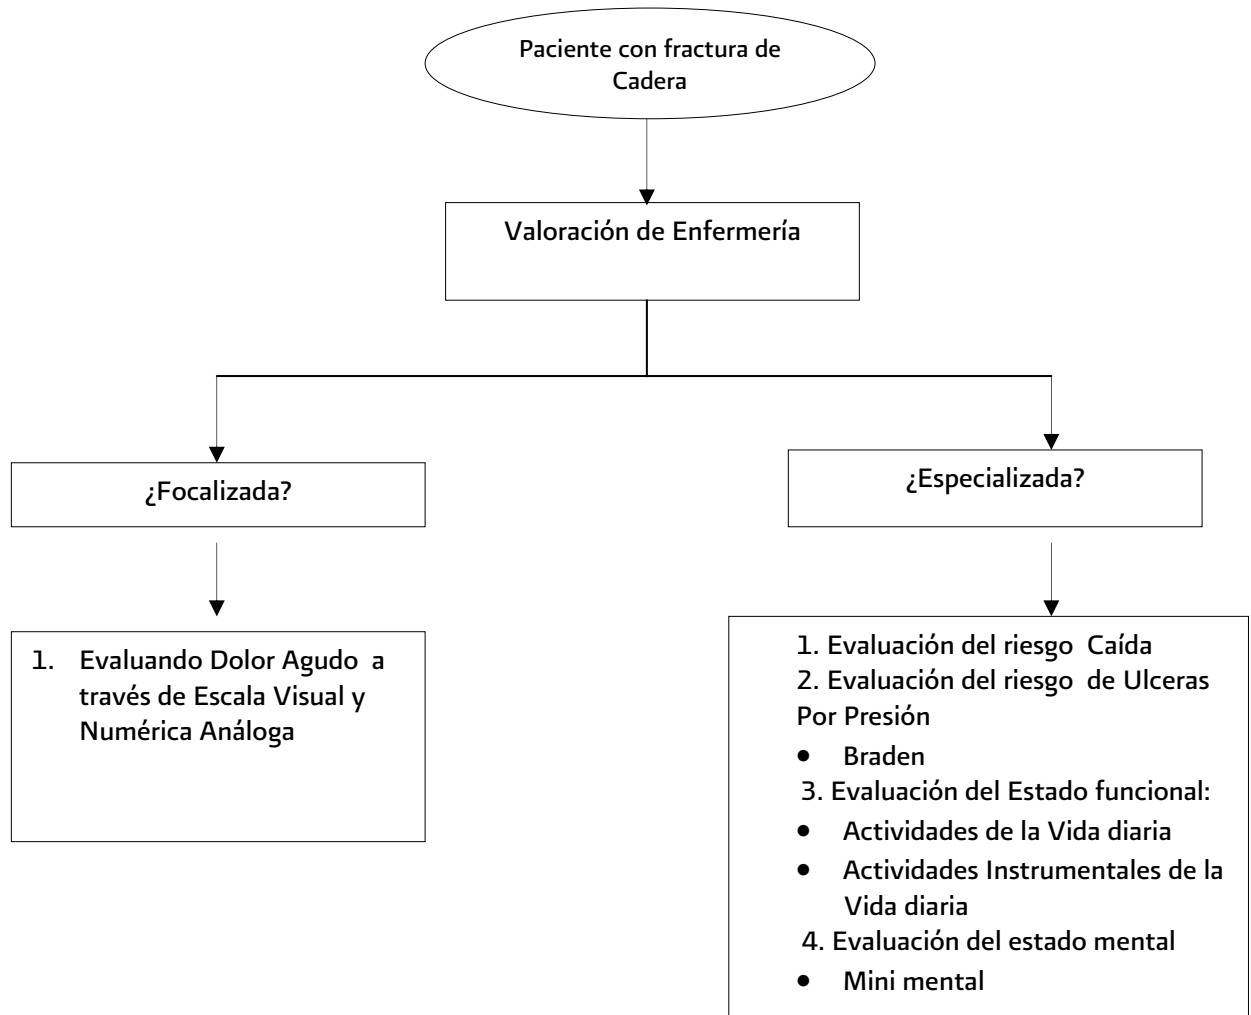 Paciente con fractura de
Cadera
Valoración de Enfermería
¿Focalizada?
¿Especializada?
1. Evaluando Dolor Agudo a
través de Escala Visual y
Numérica Análoga
1. Evaluación del riesgo Caída
2. Evaluación del riesgo de Ulceras
Por Presión
• Braden
3. Evaluación del Estado funcional:
• Actividades de la Vida diaria
• Actividades Instrumentales de la
Vida diaria
4. Evaluación del estado mental
• Mini mental